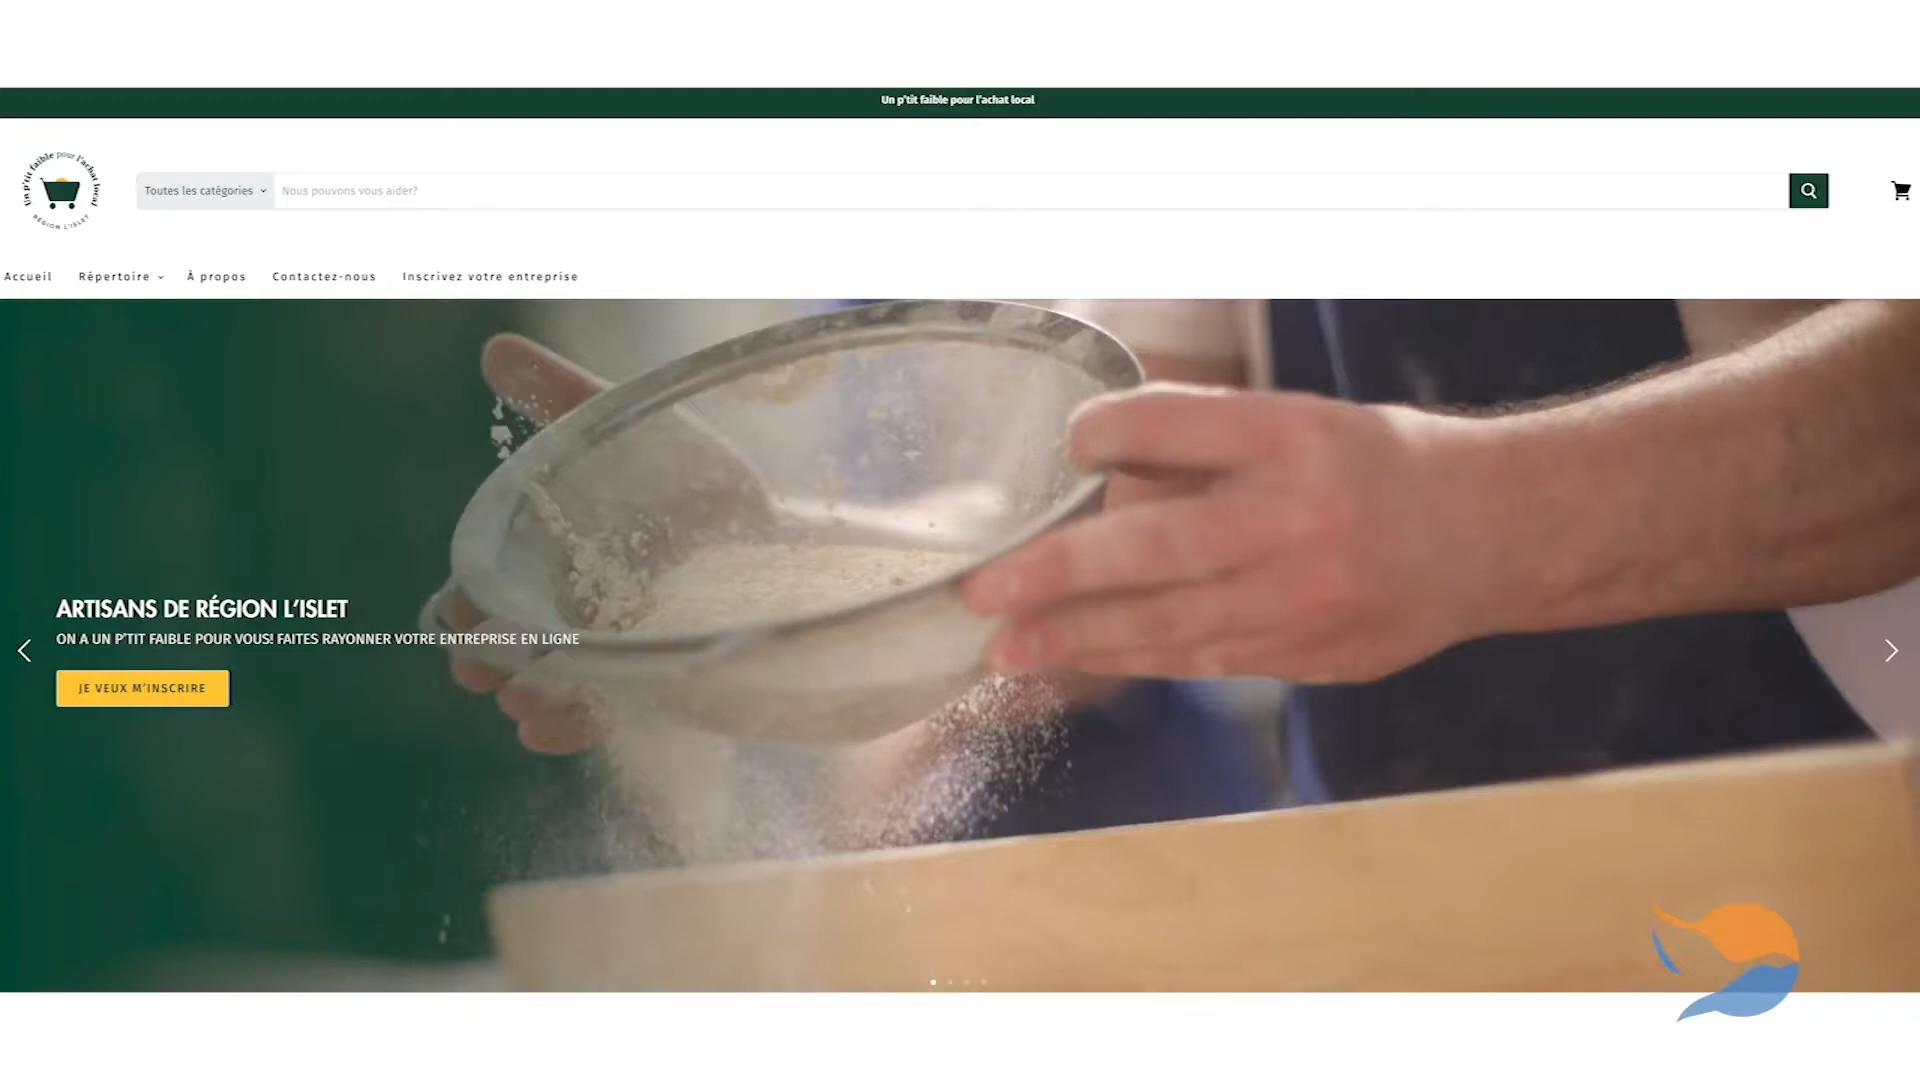 Un p'tit faible pour l'achat local
Un p'tit faible pour l'achat local
RÉGION L'ISLET
Toutes les catégories
Nous pouvons vous aider?
Accueil Répertoire À propos Contactez-nous Inscrivez votre entreprise
ARTISANS DE RÉGION L'ISLET
ON A UN P'TIT FAIBLE POUR VOUS! FAITES RAYONNER VOTRE ENTREPRISE EN LIGNE
JE VEUX M'INSCRIRE